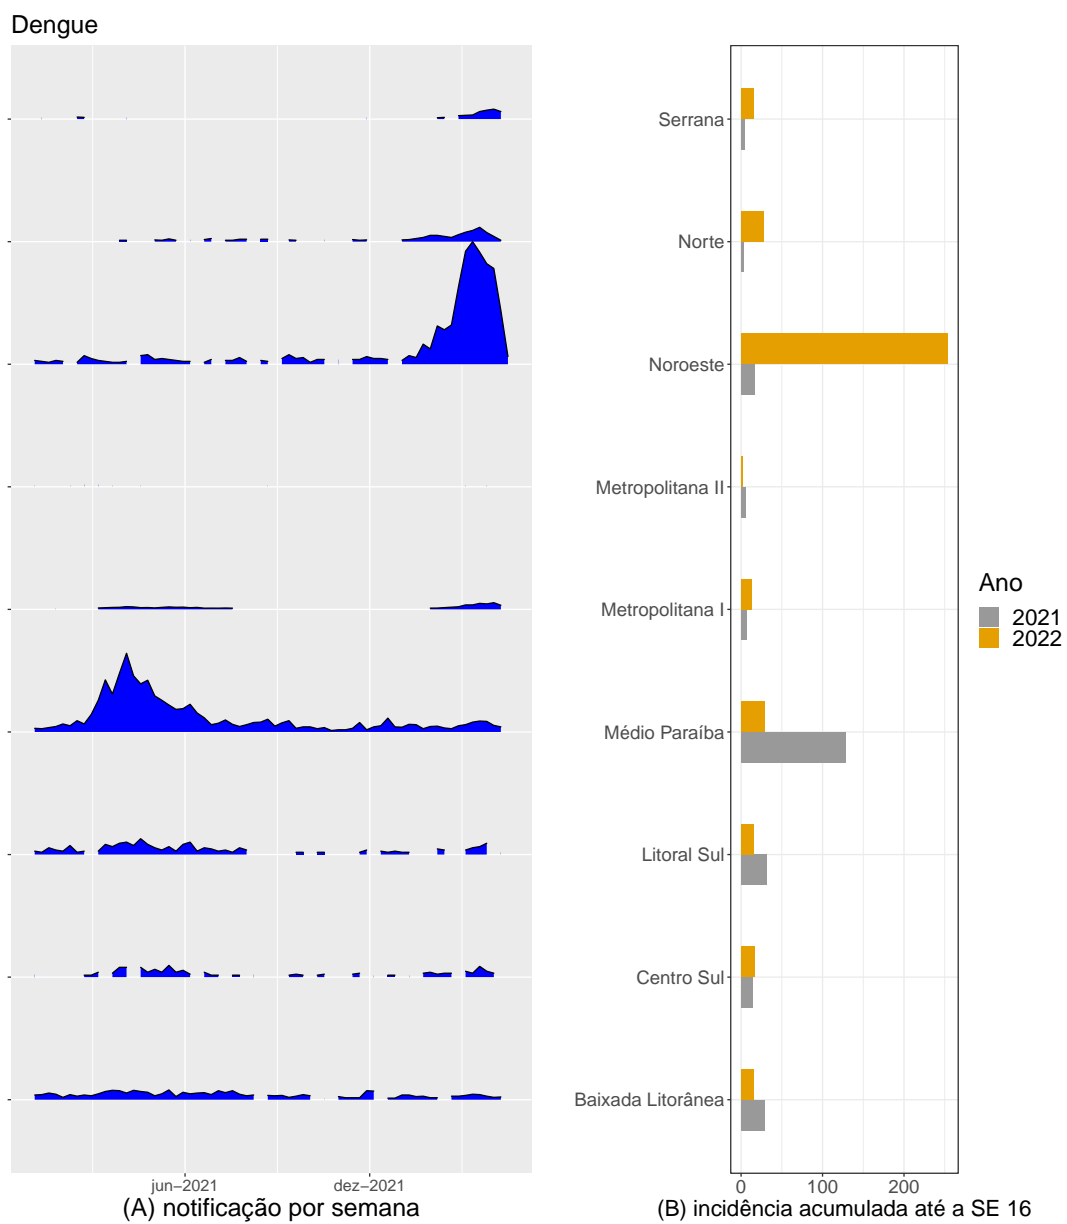 Dengue
Serrana
Norte
Noroeste
Metropolitana II
Metropolitana I
Médio Paraíba
Litoral Sul
Centro Sul
Baixada Litorânea
Ano
2021
2022
jun−2021 dez−2021
0 100 200
(A) notificação por semana
(B) incidência acumulada até a SE 16